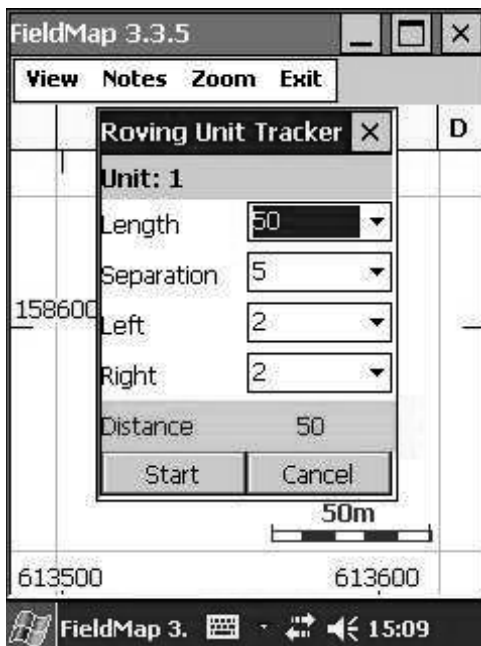 FieldMap 3.3.5
View Notes Zoom Exit
D
Roving Unit Tracker
Unit: 1
Length 50
Separation 5
158600
Left 2
Right 2
Distance 50
Start Cancel
50m
613500 613600
FieldMap 3. 15:09